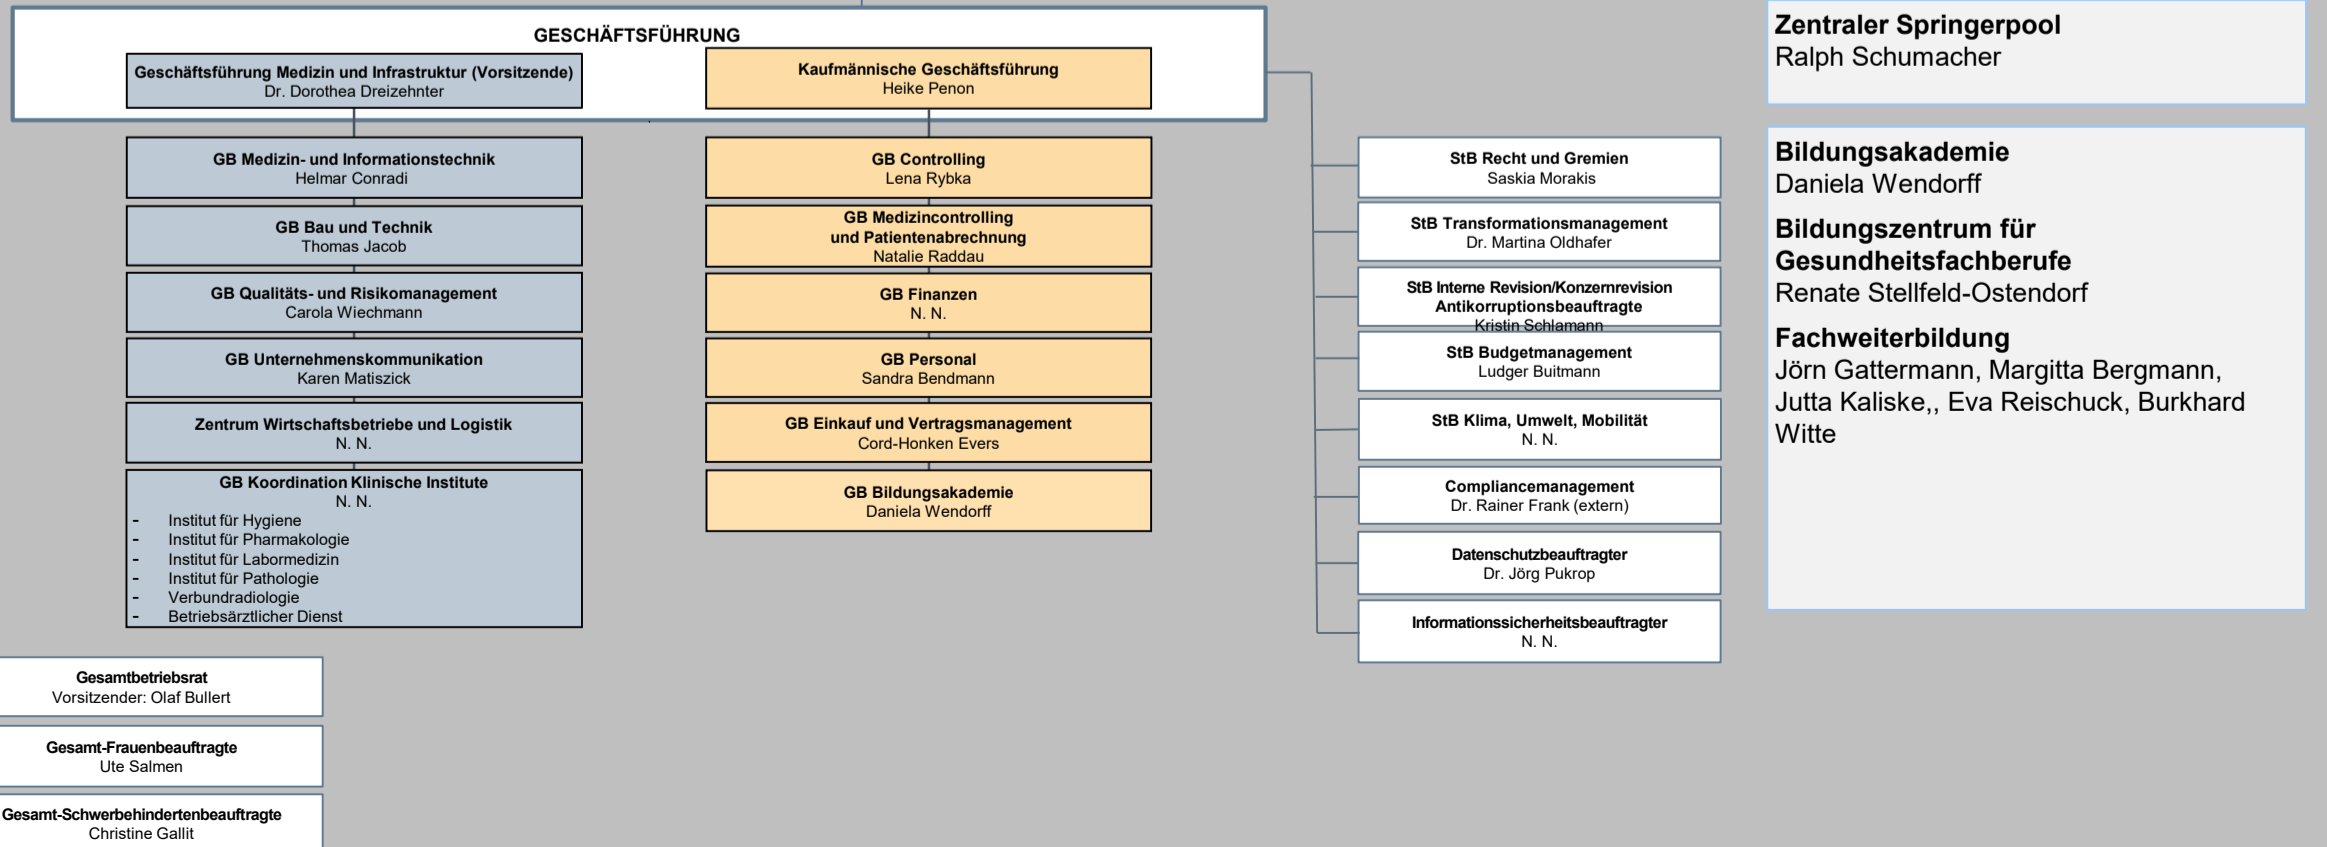 GESCHÄFTSFÜHRUNG
Geschäftsführung Medizin und Infrastruktur (Vorsitzende)
Dr. Dorothea Dreizehnter
Kaufmännische Geschäftsführung
Heike Penon
GB Medizin- und Informationstechnik
Helmar Conradi
GB Bau und Technik
Thomas Jacob
GB Qualitäts- und Risikomanagement
Carola Wiechmann
GB Unternehmenskommunikation
Karen Matiszick
Zentrum Wirtschaftsbetriebe und Logistik
N. N.
GB Koordination Klinische Institute
N. N.
- Institut für Hygiene
- Institut für Pharmakologie
- Institut für Labormedizin
- Institut für Pathologie
- Verbundradiologie
- Betriebsärztlicher Dienst
GB Controlling
Lena Rybka
GB Medizincontrolling
und Patientenabrechnung
Natalie Raddau
GB Finanzen
N. N.
GB Personal
Sandra Bendmann
GB Einkauf und Vertragsmanagement
Cord-Honken Evers
GB Bildungsakademie
Daniela Wendorff
StB Recht und Gremien
Saskia Morakis
StB Transformationsmanagement
Dr. Martina Oldhafer
StB Interne Revision/Konzernrevision
Antikorruptionsbeauftragte
Kristin Schlamann
StB Budgetmanagement
Ludger Buitmann
StB Klima, Umwelt, Mobilität
N. N.
Compliancemanagement
Dr. Rainer Frank (extern)
Datenschutzbeauftragter
Dr. Jörg Pukrop
Informationssicherheitsbeauftragter
N. N.
Zentraler Springerpool
Ralph Schumacher
Bildungsakademie
Daniela Wendorff
Bildungszentrum für
Gesundheitsfachberufe
Renate Stellfeld-Ostendorf
Fachweiterbildung
Jörn Gattermann, Margitta Bergmann,
Jutta Kaliske,, Eva Reischuck, Burkhard
Witte
Gesamtbetriebsrat
Vorsitzender: Olaf Bullert
Gesamt-Frauenbeauftragte
Ute Salmen
Gesamt-Schwerbehindertenbeauftragte
Christine Gallit